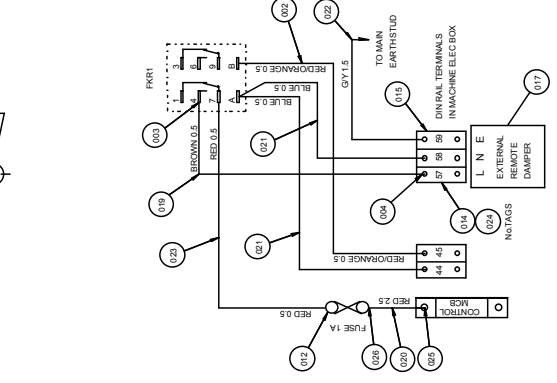 002
022
TO MAIN
EARTHSTUD
G/Y 1.5
RED/ORANGE 0.5
BLUE 0.5
BLUE 0.5
FKR1
3
6
9
B
1
4
7
A
003
BROWN 0.5
RED 0.5
019
023
021
021
015
DIN RAIL TERMINALS
IN MACHINE ELEC BOX
017
59
58
57
L N E
EXTERNAL
REMOTE
DAMPER
004
014
024
No.TAGS
RED/ORANGE 0.5
45
44
RED 0.5
FUSE 1A
RED 2.5
CONTROL
MCB
012
026
020
025